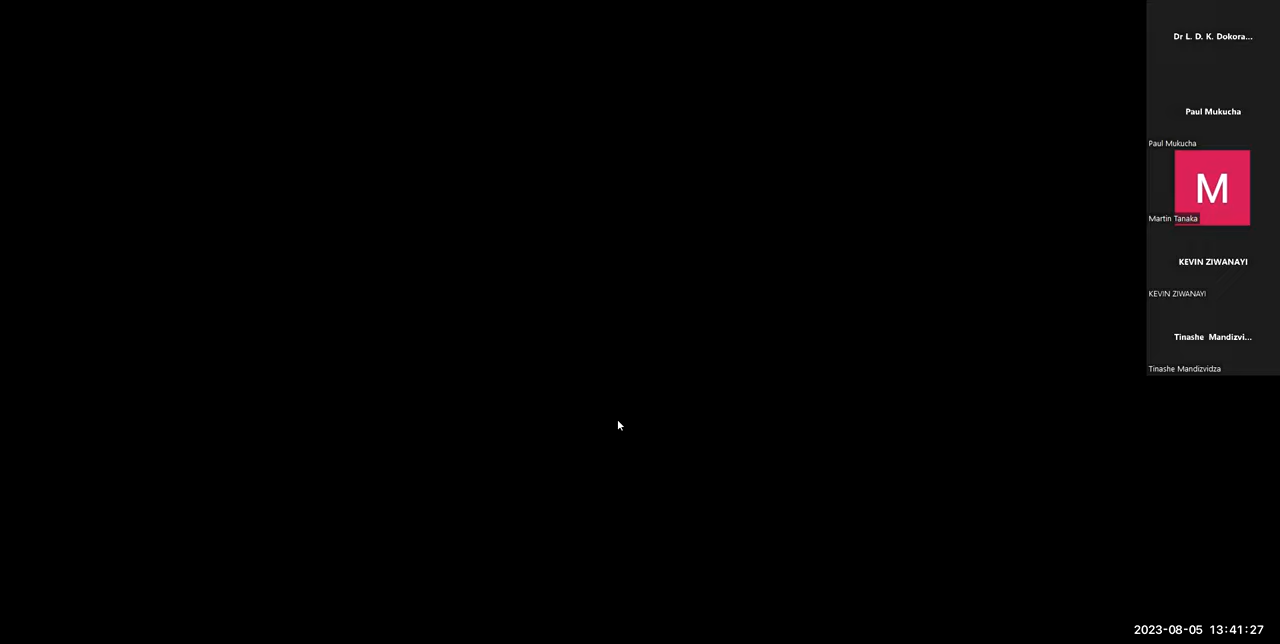 Dr L. D. K. Dokora...
Paul Mukucha
Paul Mukucha
M
Martin Tanaka
KEVIN ZIWANAYI
KEVIN ZIWANAYI
Tinashe Mandizvi...
Tinashe Mandizvidza
2023-08-05 13:41:27